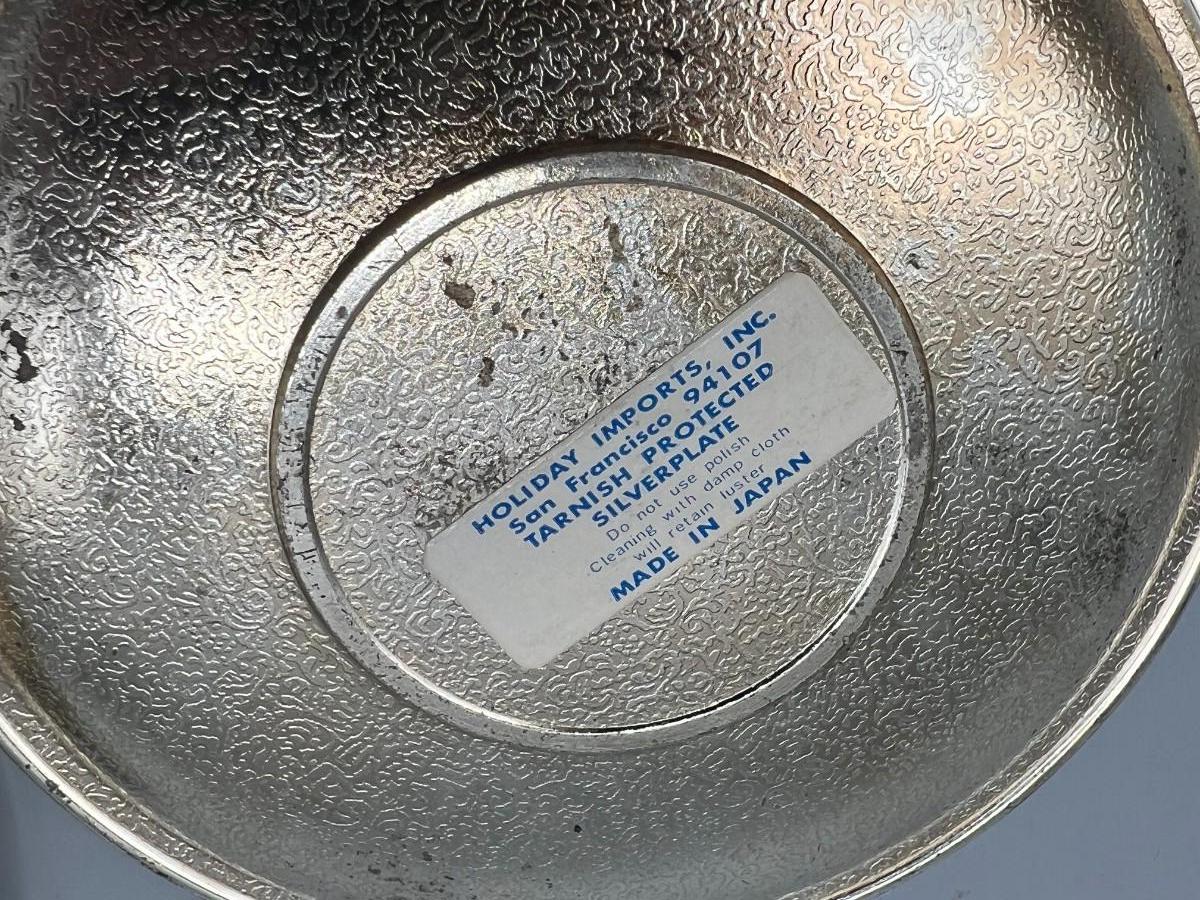 HOLIDAY IMPORTS, INC.
San Francisco 94107
TARNISH PROTECTED
SILVERPLATE
Do not use polish
Cleaning with damp cloth
will retain luster
MADE IN JAPAN